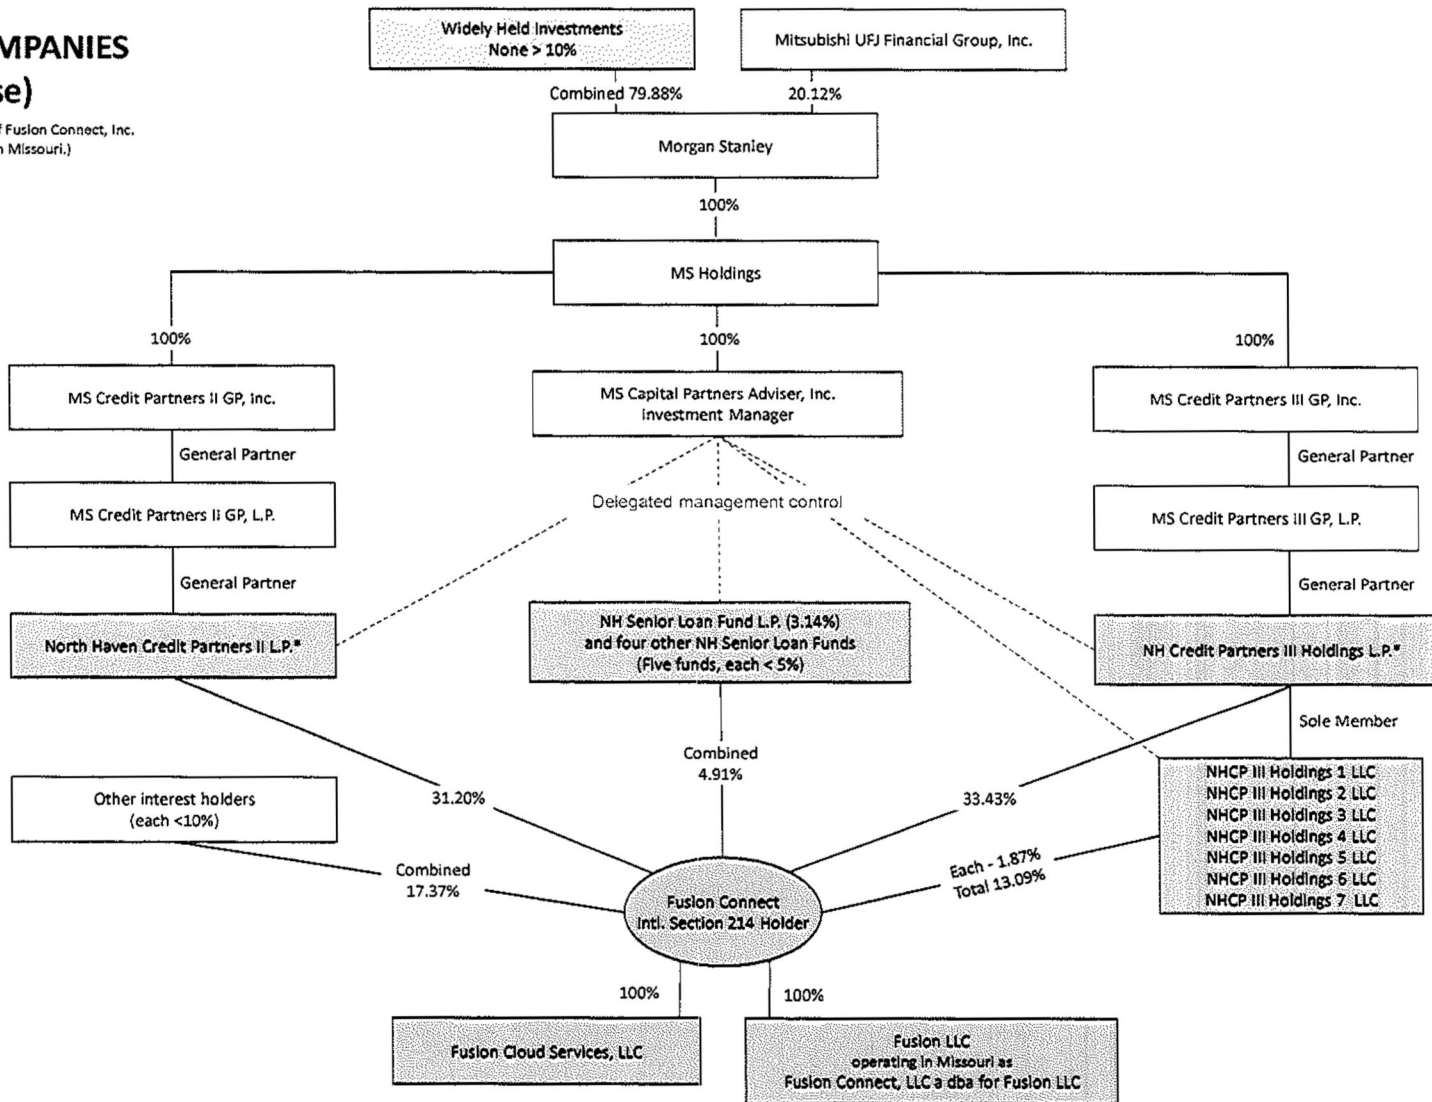 MPANIES
se)
f Fusion Connect, Inc.
n Missouri.)
Widely Held Investments
None > 10%
Mitsubishi UFJ Financial Group, Inc.
Combined 79.88%
20.12%
Morgan Stanley
100%
MS Holdings
100%
100%
100%
MS Credit Partners II GP, Inc.
MS Capital Partners Adviser, Inc.
Investment Manager
MS Credit Partners III GP, Inc.
General Partner
General Partner
Delegated management control
MS Credit Partners II GP, L.P.
MS Credit Partners III GP, L.P.
General Partner
General Partner
North Haven Credit Partners II L.P.*
NH Senior Loan Fund L.P. (3.14%)
and four other NH Senior Loan Funds
(Five funds, each < 5%)
NH Credit Partners III Holdings L.P.*
Sole Member
Combined
4.91%
31.20%
33.43%
Other interest holders
(each <10%)
NHCP III Holdings 1 LLC
NHCP III Holdings 2 LLC
NHCP III Holdings 3 LLC
NHCP III Holdings 4 LLC
NHCP III Holdings 5 LLC
NHCP III Holdings 6 LLC
NHCP III Holdings 7 LLC
Combined
17.37%
Each - 1.87%
Total 13.09%
Fusion Connect
Intl. Section 214 Holder
100%
100%
Fusion Cloud Services, LLC
Fusion LLC
operating in Missouri as
Fusion Connect, LLC a dba for Fusion LLC